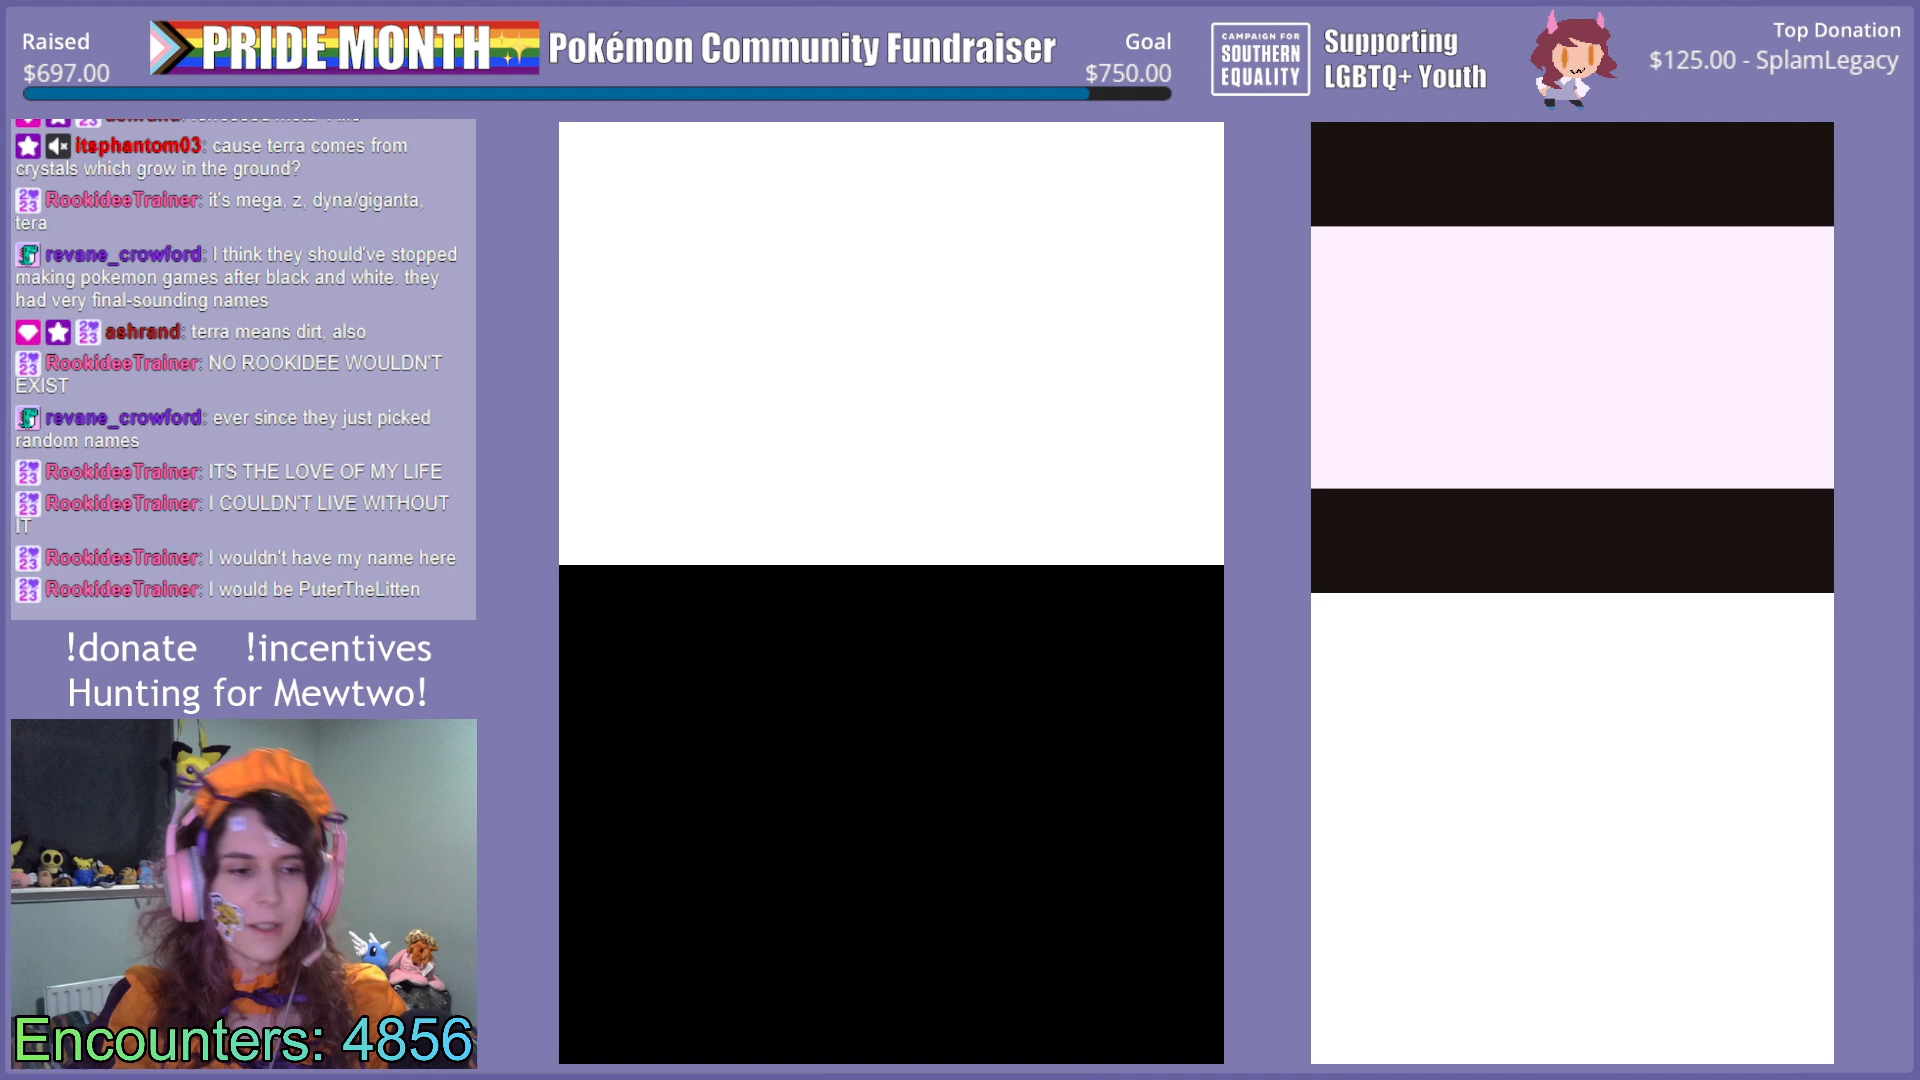 Raised
$697.00
PRIDE MONTH
Pokémon Community Fundraiser
Goal
$750.00
CAMPAIGN FOR
SOUTHERN
EQUALITY
Supporting
LGBTQ+ Youth
Top Donation
$125.00 - SplamLegacy
itsphantom03: cause terra comes from
crystals which grow in the ground?
RookideeTrainer: it's mega, z, dyna/giganta,
tera
revane_crowford: I think they should've stopped
making pokemon games after black and white. they
had very final-sounding names
ashrand: terra means dirt, also
RookideeTrainer: NO ROOKIDEE WOULDN'T
EXIST
revane_crowford: ever since they just picked
random names
RookideeTrainer: ITS THE LOVE OF MY LIFE
RookideeTrainer: I COULDN'T LIVE WITHOUT
IT
RookideeTrainer: I wouldn't have my name here
RookideeTrainer: I would be PuterTheLitten
!donate !incentives
Hunting for Mewtwo!
Encounters: 4856